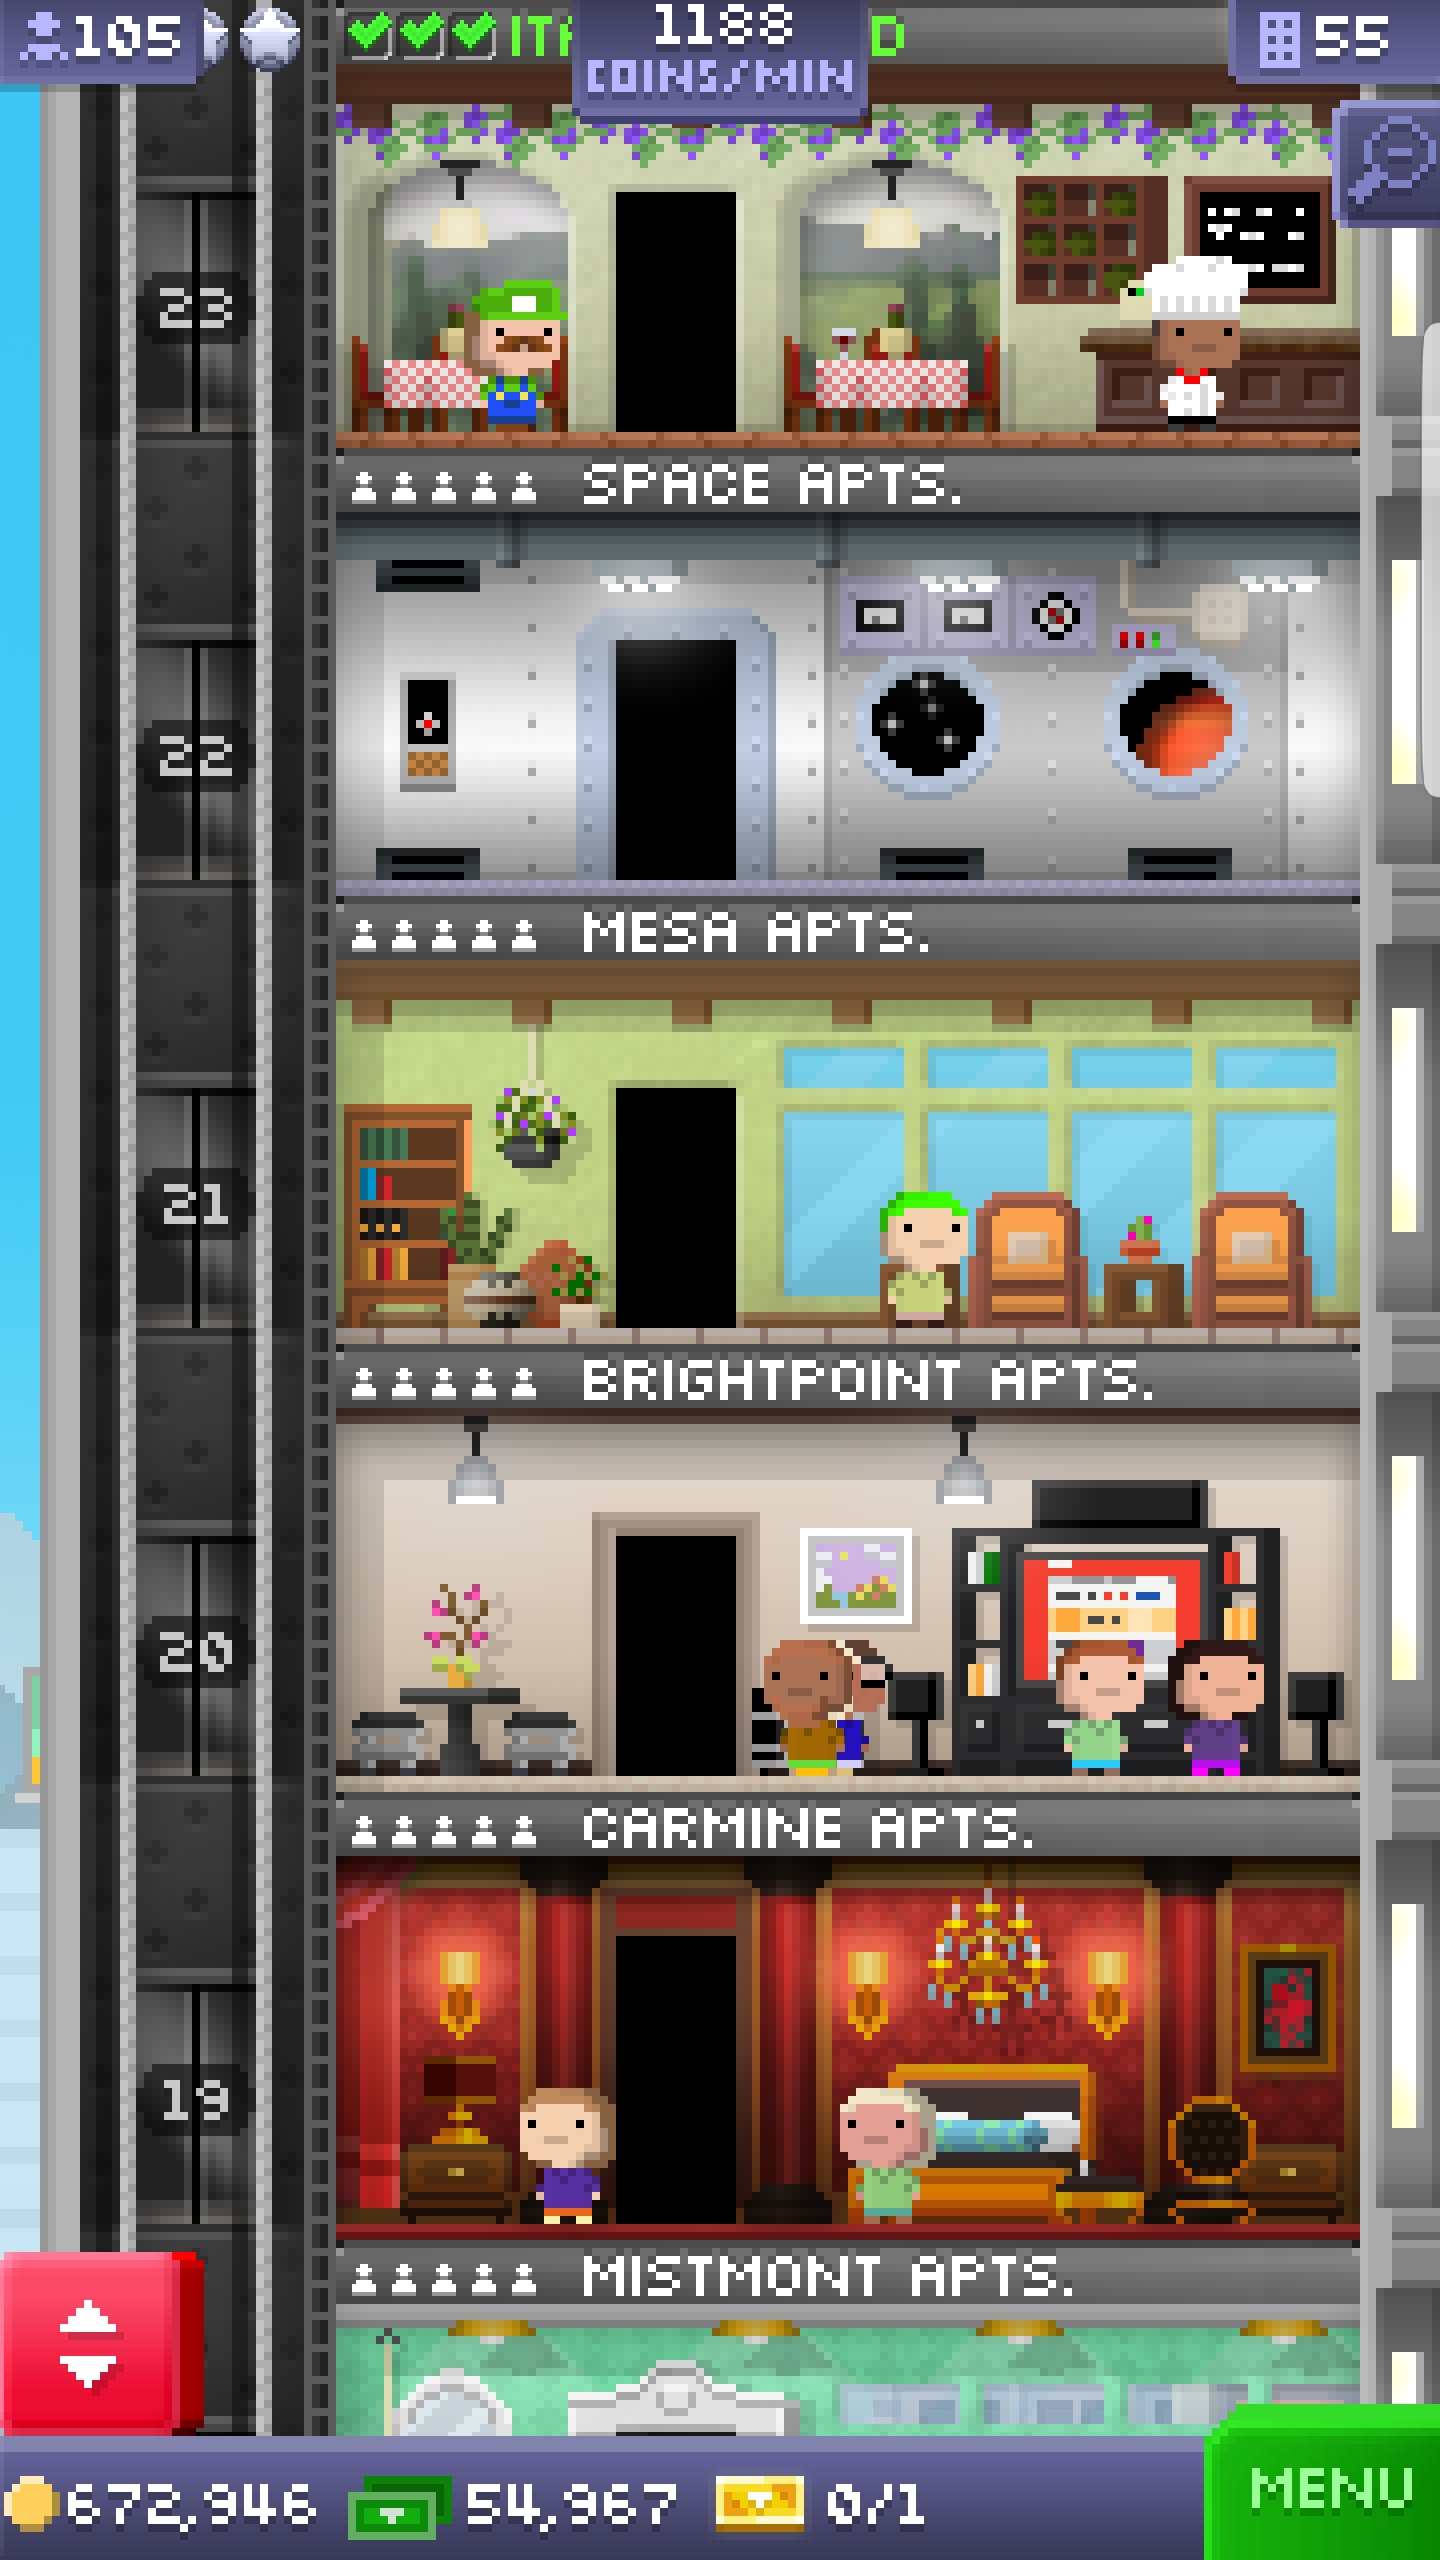 105
1188
COINS/MIN
55
23
SPACE APTS.
22
MESA APTS.
21
BRIGHTPOINT APTS.
20
CARMINE APTS.
19
MISTMONT APTS.
672,946 54,967 0/1
MENU